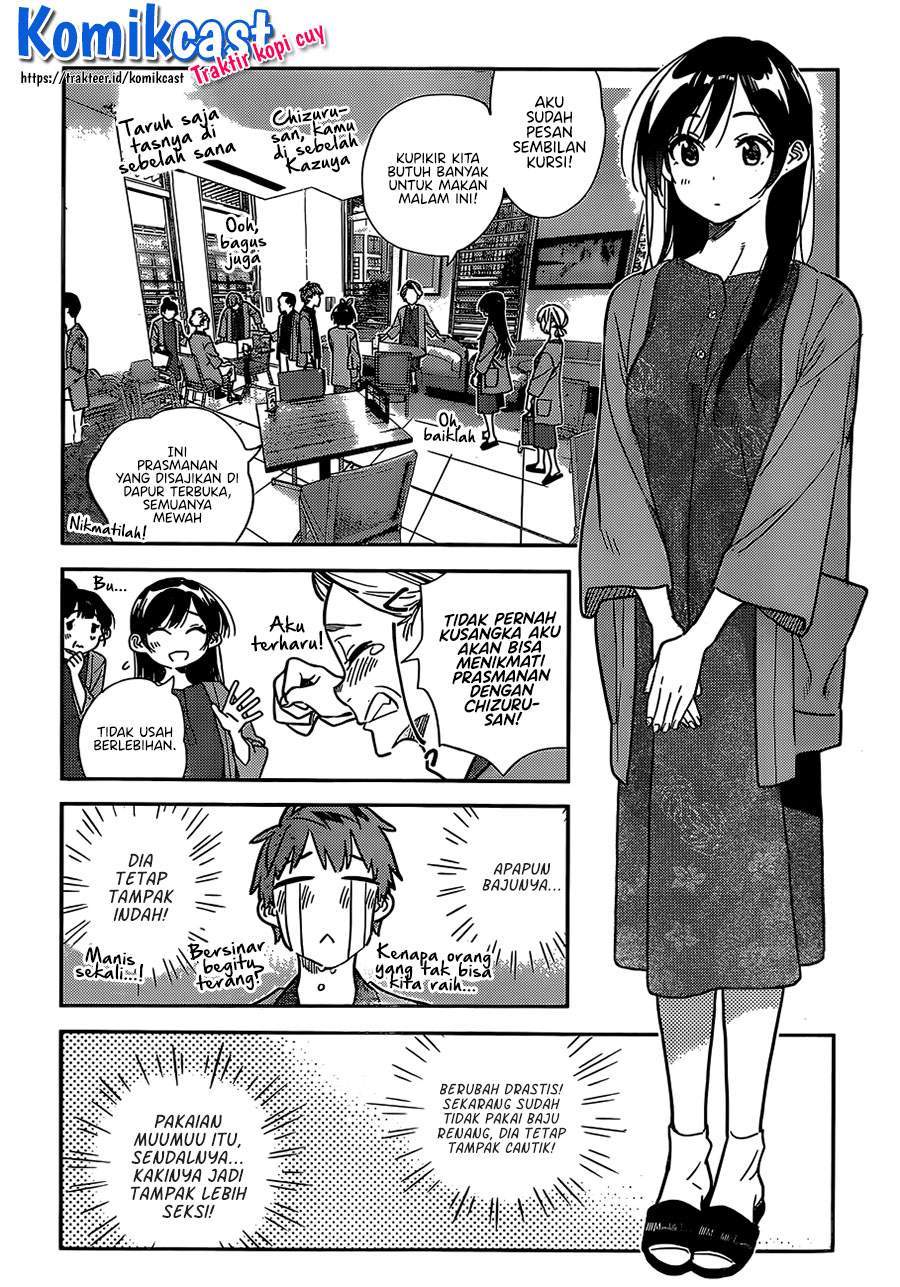 Komikcast
Traktir kopi cuy
https://trakteer.id/komikcast
AKU
SUDAH
PESAN
SEMBILAN
KURSI!
KUPIKIR KITA
BUTUH BANYAK
UNTUK MAKAN
MALAM INI!
Chizuru-
san, kamu
di sebelah
Kazuya
Taruh saja
tasnya di
sebelah sana
Ooh,
bagus
juga
Oh,
baiklah
INI
PRASMANAN
YANG DISAJIKAN DI
DAPUR TERBUKA,
SEMUANYA
MEWAH
Nikmatilah!
TIDAK PERNAH
KUSANGKA AKU
AKAN BISA
MENIKMATI
PRASMANAN
DENGAN
CHIZURU-
SAN!
Aku
terharu!
Bu...
TIDAK USAH
BERLEBIHAN.
APAPUN
BAJUNYA...
DIA
TETAP
TAMPAK
INDAH!
Kenapa orang
yang tak bisa
kita raih...
Bersinar
begitu
terang?
Manis
sekali...!
BERUBAH DRASTIS!
SEKARANG SUDAH
TIDAK PAKAI BAJU
RENANG, DIA TETAP
TAMPAK CANTIK!
PAKAIAN
MUUMUU ITU,
SENDALNYA...
KAKINYA JADI
TAMPAK LEBIH
SEKSI!